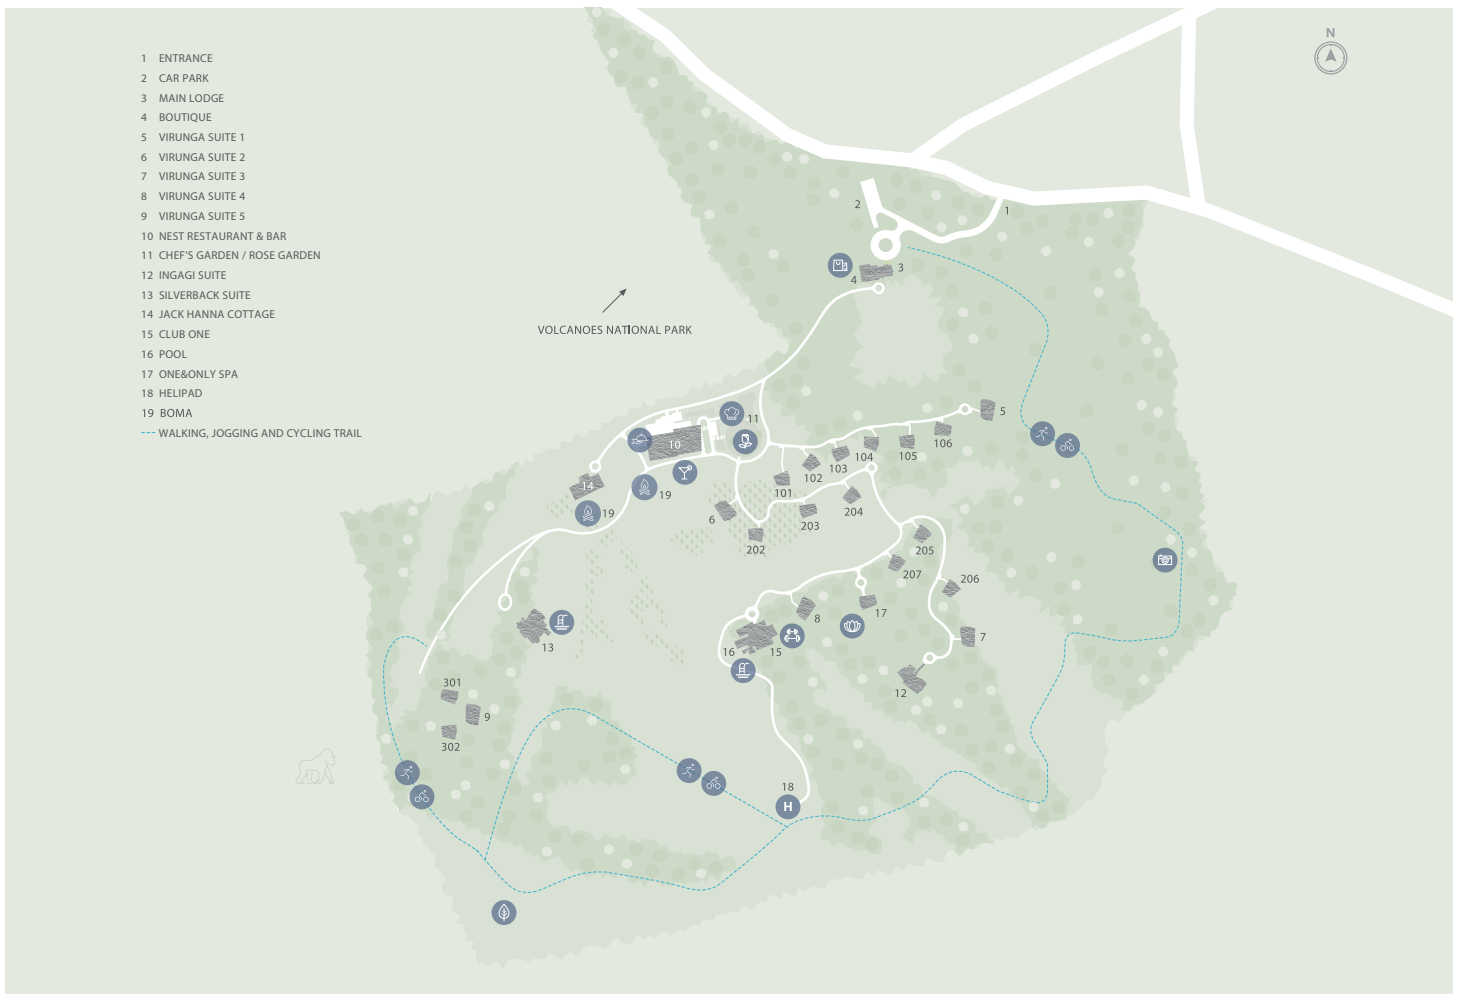 N
1 ENTRANCE
2 CAR PARK
3 MAIN LODGE
4 BOUTIQUE
5 VIRUNGA SUITE 1
6 VIRUNGA SUITE 2
7 VIRUNGA SUITE 3
8 VIRUNGA SUITE 4
9 VIRUNGA SUITE 5
10 NEST RESTAURANT & BAR
11 CHEF'S GARDEN / ROSE GARDEN
12 INGAGI SUITE
13 SILVERBACK SUITE
14 JACK HANNA COTTAGE
15 CLUB ONE
16 POOL
17 ONE&ONLY SPA
18 HELIPAD
19 BOMA
WALKING, JOGGING AND CYCLING TRAIL
2
1
3
4
VOLCANOES NATIONAL PARK
5
11
106
10
104
105
103
102
101
14
19
19
6
204
203
202
205
207
206
17
8
7
13
16
15
12
301
9
302
18
H